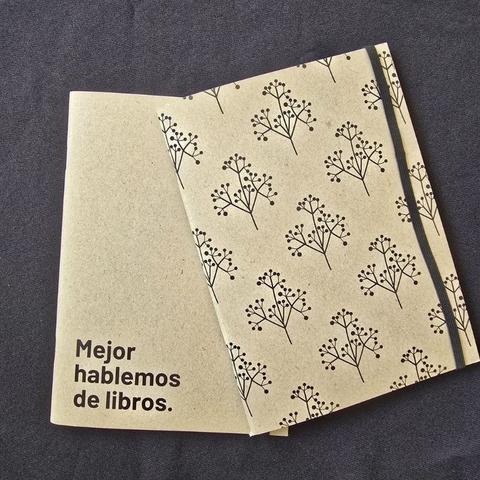 Mejor
hablemos
de libros.